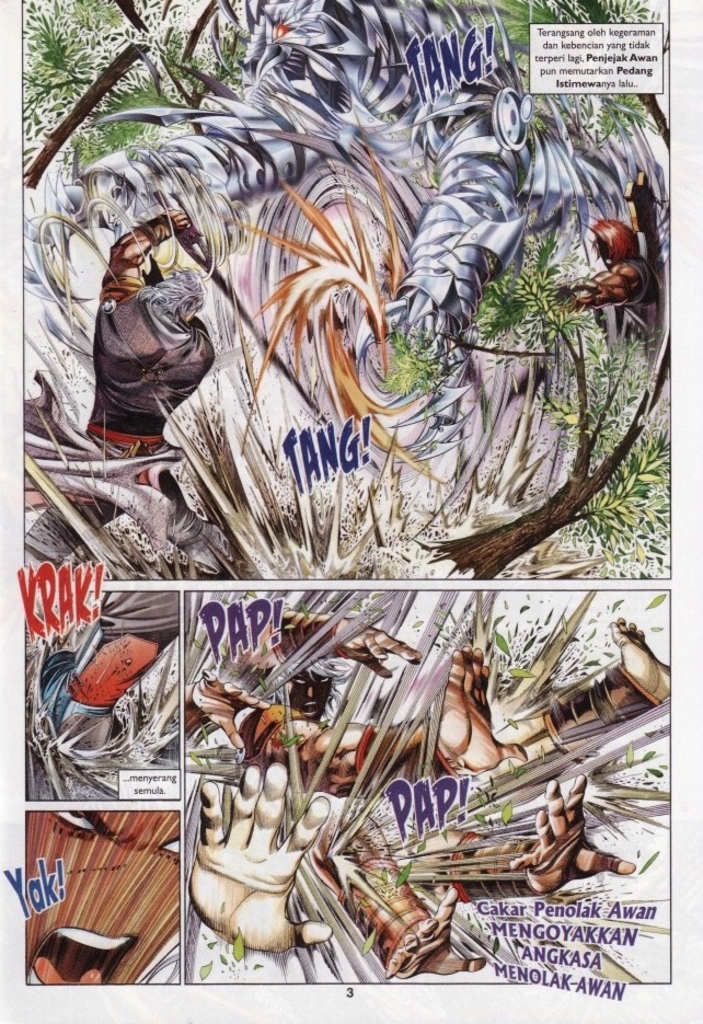 TANG!
Terangsang oleh kegeraman
dan kebencian yang tidak
terperi lagi, Penjejak Awan
pun memutarkan Pedang
Istimewanya lalu..
TANG!
KRAK!
...menyerang
semula.
PAP!
PAP!
Yak!
Cakar Penolak Awan
MENGOYAKKAN
ANGKASA
MENOLAK-AWAN
3